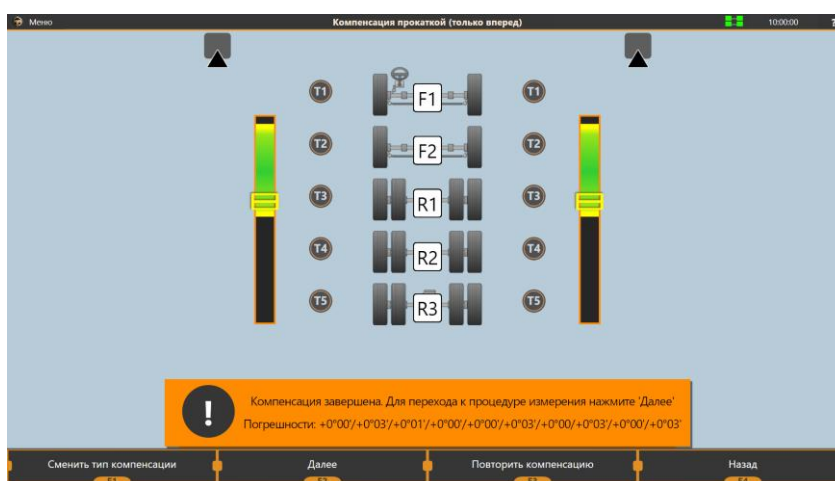 Меню Компенсация прокаткой (только вперед) 10:00:00 ?
T1 F1 T1
T2 F2 T2
T3 R1 T3
T4 R2 T4
T5 R3 T5
! Компенсация завершена. Для перехода к процедуре измерения нажмите 'Далее'
Погрешности: +0°00'/+0°03'/+0°01'/+0°00'/+0°00'/+0°03'/+0°00/+0°03'/+0°00'/+0°03'
Сменить тип компенсации Далее Повторить компенсацию Назад